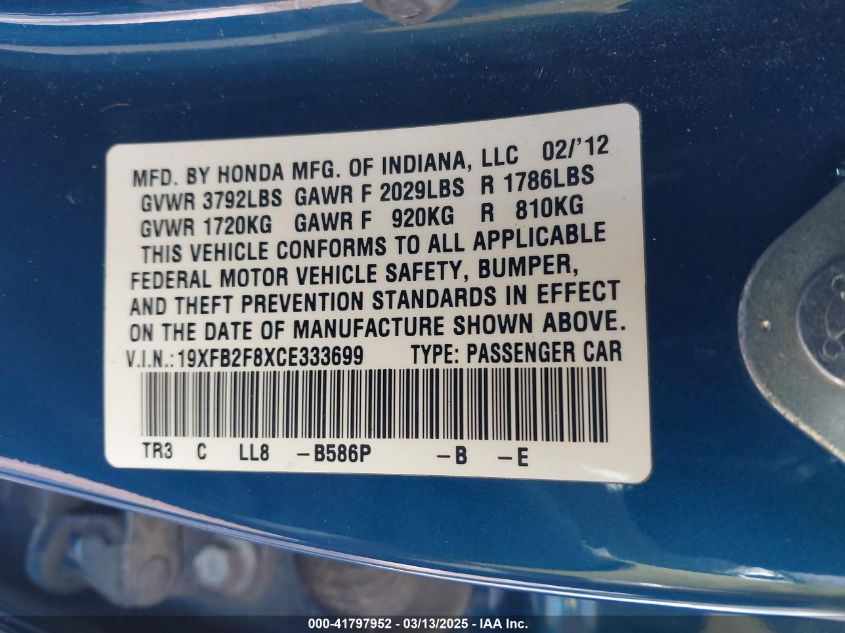 MFD. BY HONDA MFG. OF INDIANA, LLC 02/'12
GVWR 3792LBS GAWR F 2029LBS R 1786LBS
GVWR 1720KG GAWR F 920KG R 810KG
THIS VEHICLE CONFORMS TO ALL APPLICABLE
FEDERAL MOTOR VEHICLE SAFETY, BUMPER,
AND THEFT PREVENTION STANDARDS IN EFFECT
ON THE DATE OF MANUFACTURE SHOWN ABOVE.
V.I.N.:19XFB2F8XCE333699 TYPE: PASSENGER CAR
TR3 C LL8 -B586P -B -E
000-41797952 | 03/13/2025 - IAA Inc.